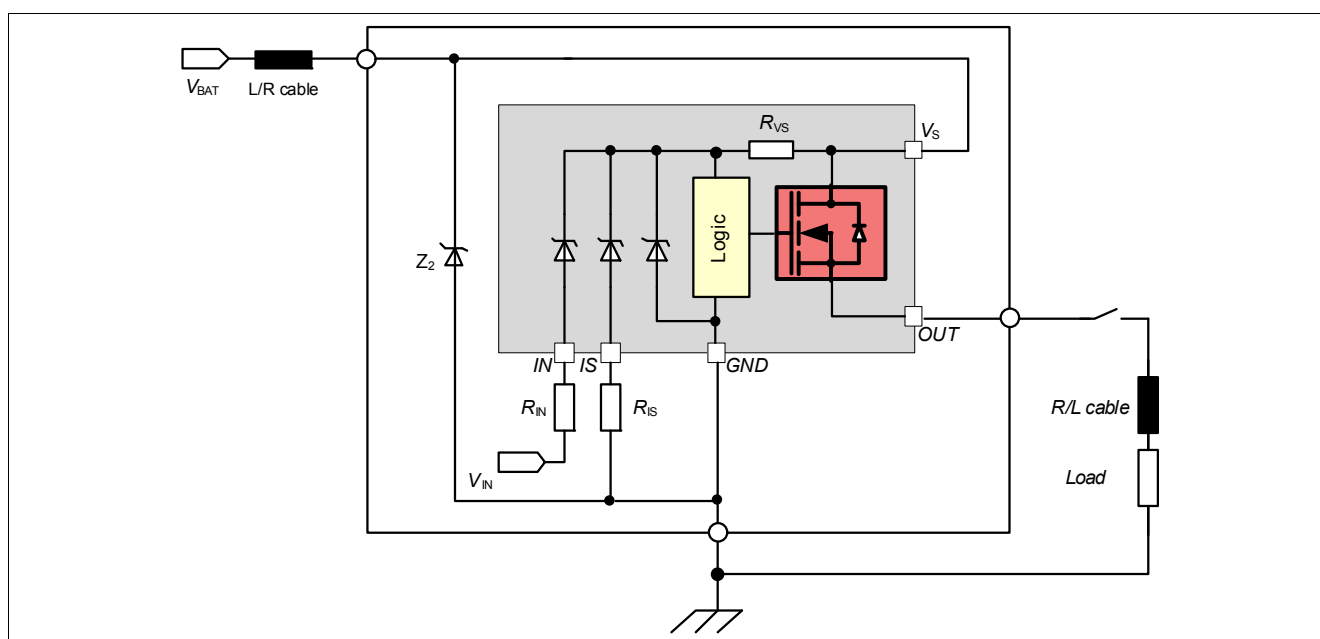 VBAT
L/R cable
RVS
VS
Logic
Z2
OUT
IN
IS
GND
RIN
RIS
R/L cable
VIN
Load